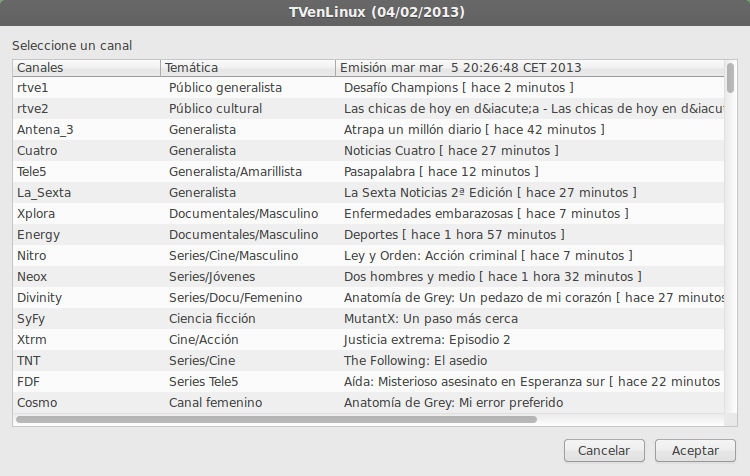 TVenLinux (04/02/2013)
Seleccione un canal
Canales Temática Emisión mar mar  5 20:26:48 CET 2013
rtve1 Público generalista Desafío Champions [ hace 2 minutos ]
rtve2 Público cultural Las chicas de hoy en d&iacute;a - Las chicas de hoy en d&iacu
Antena_3 Generalista Atrapa un millón diario [ hace 42 minutos ]
Cuatro Generalista Noticias Cuatro [ hace 27 minutos ]
Tele5 Generalista/Amarillista Pasapalabra [ hace 12 minutos ]
La_Sexta Generalista La Sexta Noticias 2ª Edición [ hace 27 minutos ]
Xplora Documentales/Masculino Enfermedades embarazosas [ hace 7 minutos ]
Energy Documentales/Masculino Deportes [ hace 1 hora 57 minutos ]
Nitro Series/Cine/Masculino Ley y Orden: Acción criminal [ hace 7 minutos ]
Neox Series/Jóvenes Dos hombres y medio [ hace 1 hora 32 minutos ]
Divinity Series/Docu/Femenino Anatomía de Grey: Un pedazo de mi corazón [ hace 27 minutos
SyFy Ciencia ficción MutantX: Un paso más cerca
Xtrm Cine/Acción Justicia extrema: Episodio 2
TNT Series/Cine The Following: El asedio
FDF Series Tele5 Aída: Misterioso asesinato en Esperanza sur [ hace 22 minutos
Cosmo Canal femenino Anatomía de Grey: Mi error preferido
Cancelar Aceptar